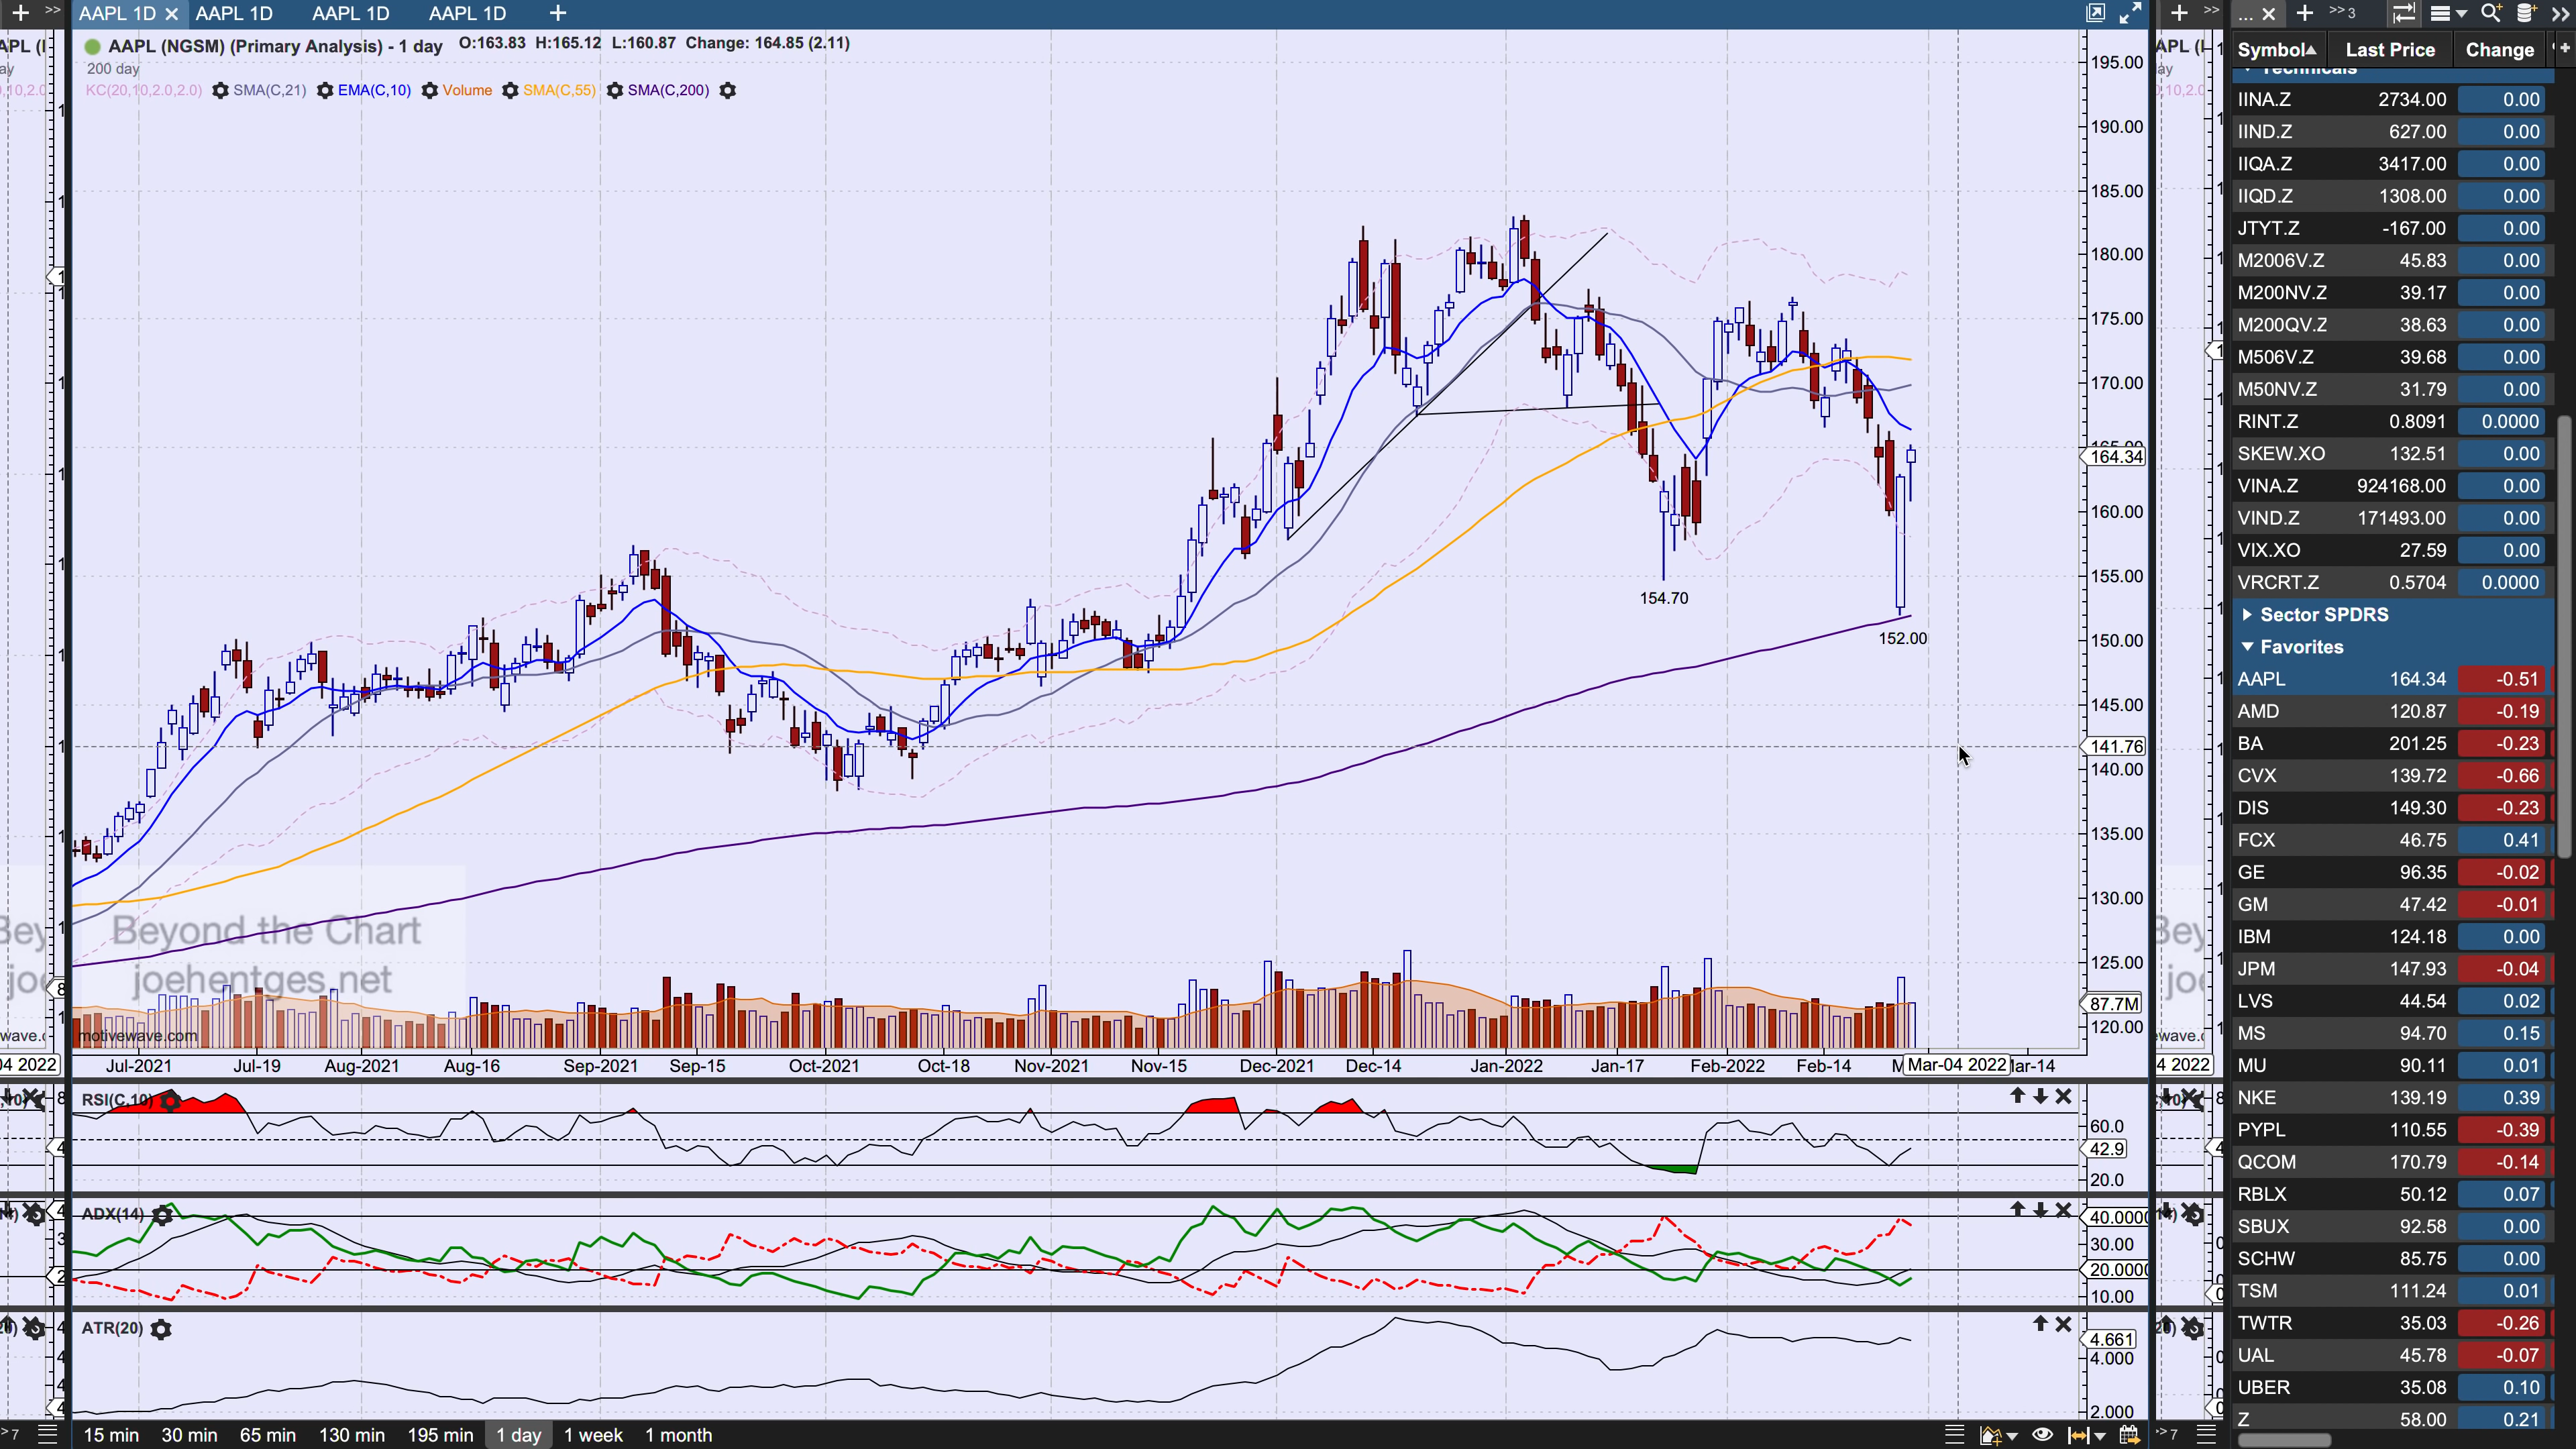 AAPL 1D
AAPL 1D
AAPL 1D
AAPL 1D
AAPL (NGSM) (Primary Analysis) - 1 day O:163.83 H:165.12 L:160.87 Change: 164.85 (2.11)
200 day
KC(20,10,2.0,2.0) SMA(C,21) EMA(C,10) Volume SMA(C,55) SMA(C,200)
195.00
190.00
185.00
180.00
175.00
170.00
165.00
164.34
160.00
155.00
150.00
145.00
141.76
140.00
135.00
130.00
125.00
87.7M
120.00
154.70
152.00
Beyond the Chart
joehentges.net
motivewave.com
Jul-2021 Jul-19 Aug-2021 Aug-16 Sep-2021 Sep-15 Oct-2021 Oct-18 Nov-2021 Nov-15 Dec-2021 Dec-14 Jan-2022 Jan-17 Feb-2022 Feb-14 Mar-04 2022
RSI(C,10)
60.0
42.9
20.0
ADX(14)
40.0000
30.00
20.0000
10.00
ATR(20)
4.661
4.000
2.000
15 min 30 min 65 min 130 min 195 min 1 day 1 week 1 month
Symbol Last Price Change
Technicals
IINA.Z 2734.00 0.00
IIND.Z 627.00 0.00
IIQA.Z 3417.00 0.00
IIQD.Z 1308.00 0.00
JTYT.Z -167.00 0.00
M2006V.Z 45.83 0.00
M200NV.Z 39.17 0.00
M200QV.Z 38.63 0.00
M506V.Z 39.68 0.00
M50NV.Z 31.79 0.00
RINT.Z 0.8091 0.0000
SKEW.XO 132.51 0.00
VINA.Z 924168.00 0.00
VIND.Z 171493.00 0.00
VIX.XO 27.59 0.00
VRCRT.Z 0.5704 0.0000
Sector SPDRS
Favorites
AAPL 164.34 -0.51
AMD 120.87 -0.19
BA 201.25 -0.23
CVX 139.72 -0.66
DIS 149.30 -0.23
FCX 46.75 0.41
GE 96.35 -0.02
GM 47.42 -0.01
IBM 124.18 0.00
JPM 147.93 -0.04
LVS 44.54 0.02
MS 94.70 0.15
MU 90.11 0.01
NKE 139.19 0.39
PYPL 110.55 -0.39
QCOM 170.79 -0.14
RBLX 50.12 0.07
SBUX 92.58 0.00
SCHW 85.75 0.00
TSM 111.24 0.01
TWTR 35.03 -0.26
UAL 45.78 -0.07
UBER 35.08 0.10
Z 58.00 0.21